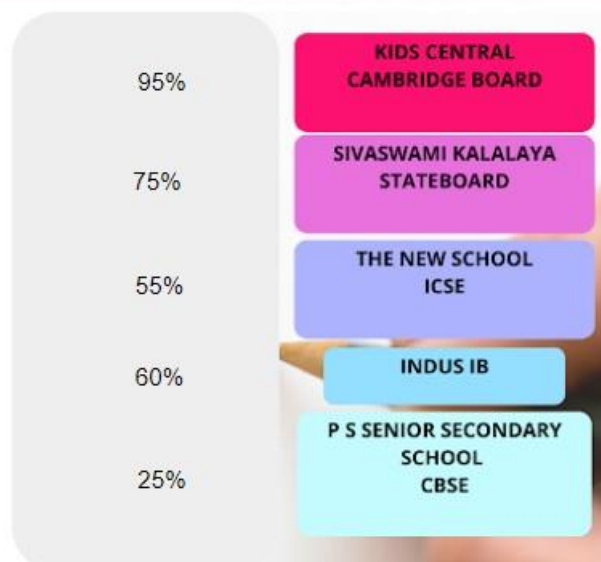 95%
KIDS CENTRAL
CAMBRIDGE BOARD
75%
SIVASWAMI KALALAYA
STATEBOARD
55%
THE NEW SCHOOL
ICSE
60%
INDUS IB
25%
P S SENIOR SECONDARY
SCHOOL
CBSE